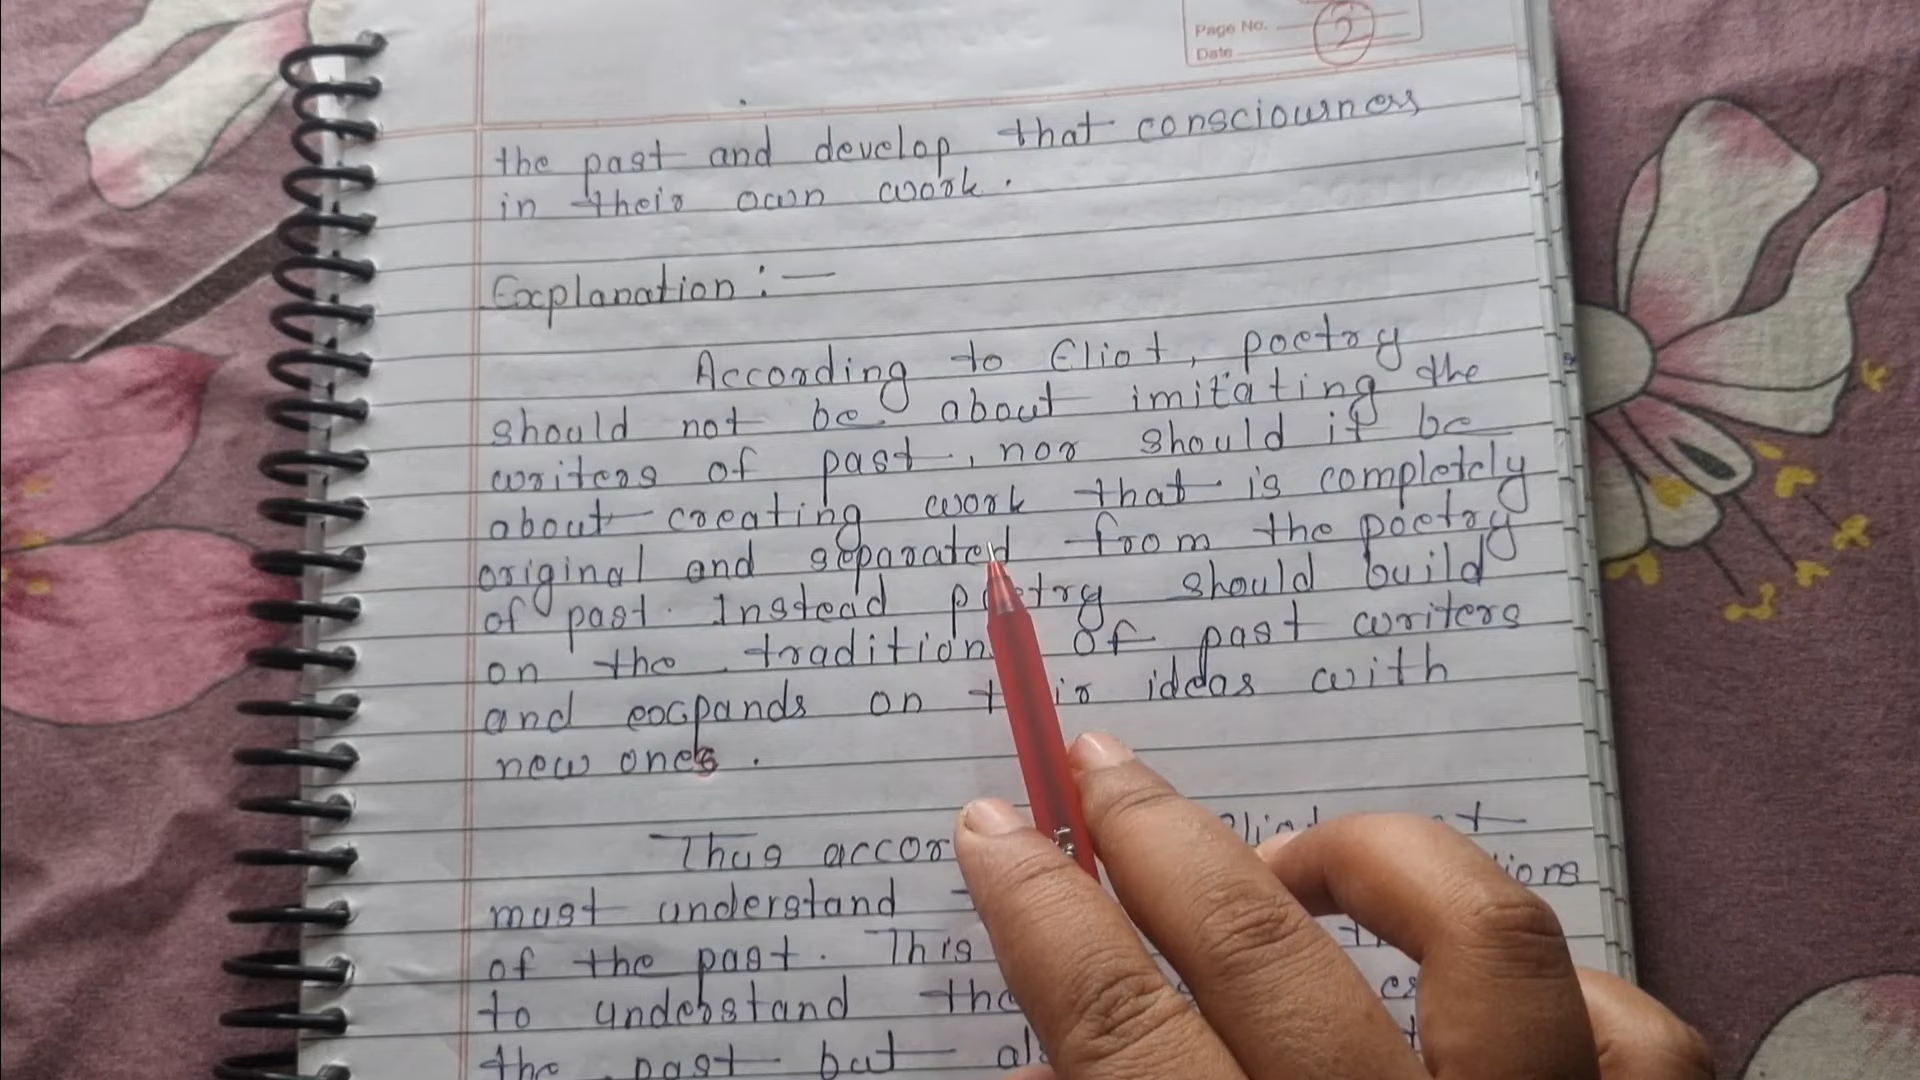 Page No.
2
Date
the past and develop that consciousness
in their own work.
Explanation :—
According to Eliot, poetry
should not be about imitating the
writers of past, nor should it be
about creating work that is completely
original and separated from the poetry
of past. Instead poetry should build
on the tradition of past writers
and expands on their ideas with
new ones.
Thus accor
must understand
of the past. This
to understand the
the past but